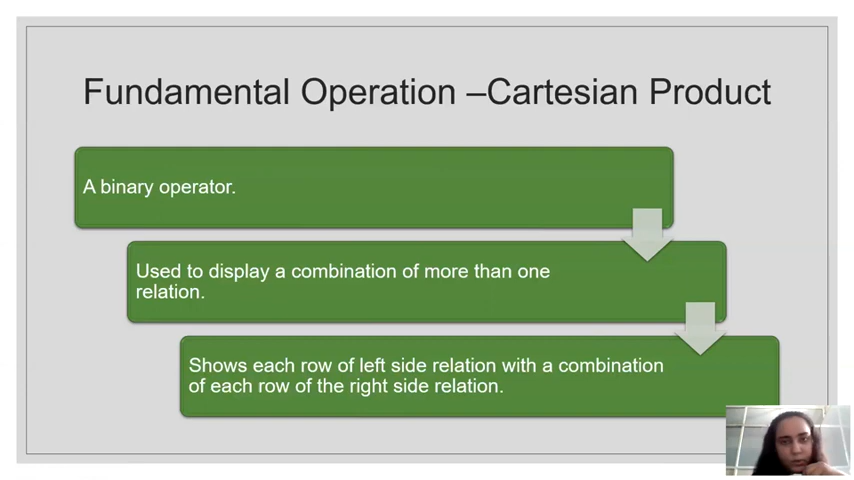 Fundamental Operation –Cartesian Product
A binary operator.
Used to display a combination of more than one
relation.
Shows each row of left side relation with a combination
of each row of the right side relation.